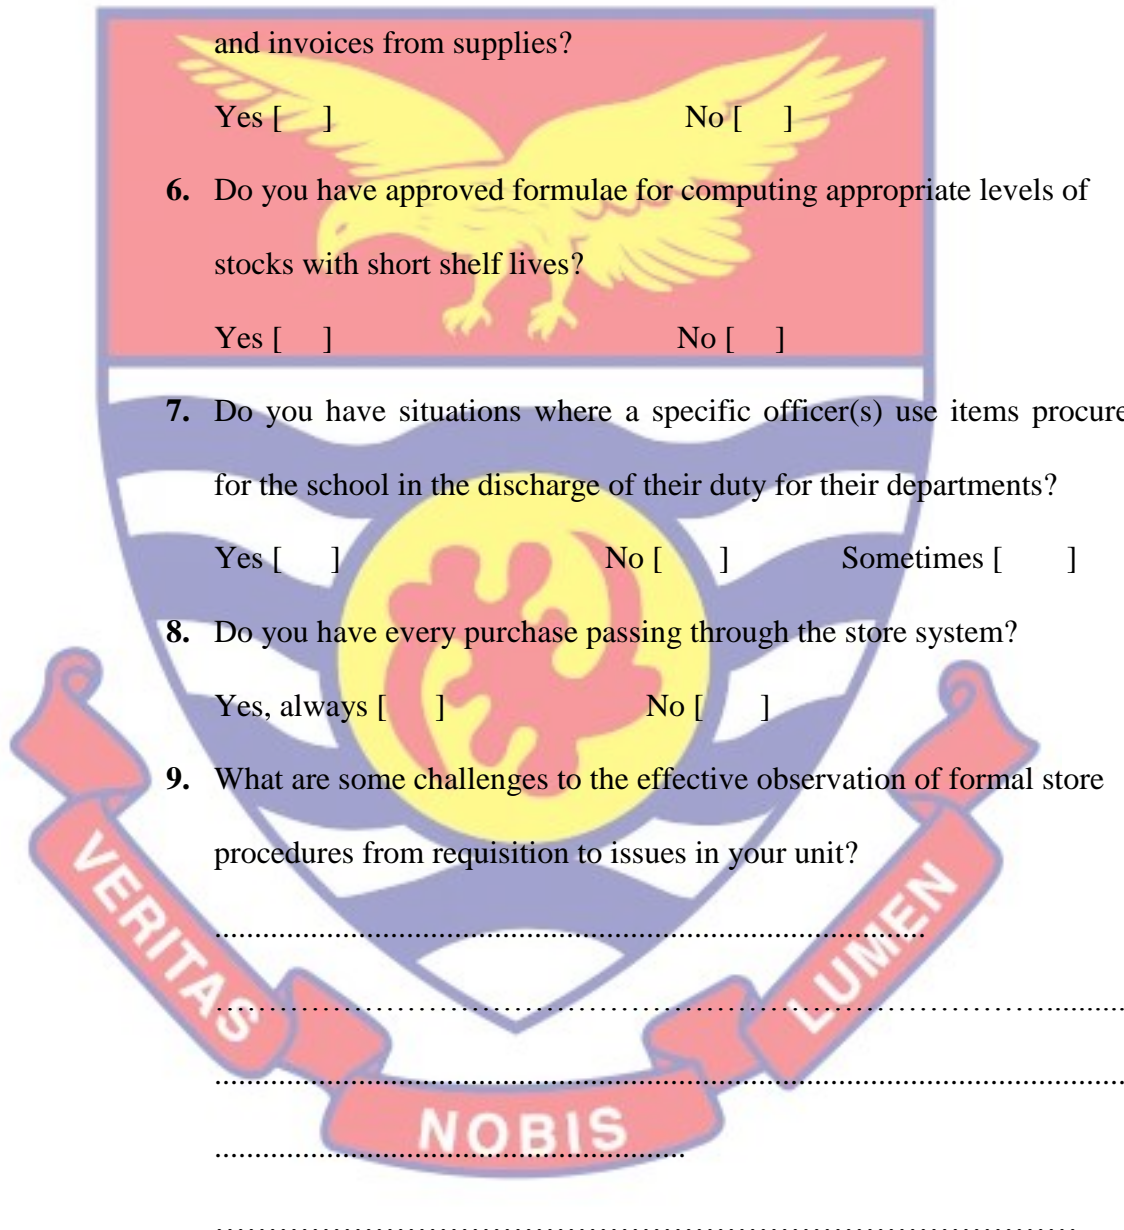 and invoices from supplies?
Yes [    ] No [    ]
6. Do you have approved formulae for computing appropriate levels of
stocks with short shelf lives?
Yes [    ] No [    ]
7. Do you have situations where a specific officer(s) use items procure
for the school in the discharge of their duty for their departments?
Yes [    ] No [    ] Sometimes [    ]
8. Do you have every purchase passing through the store system?
Yes, always [    ] No [    ]
9. What are some challenges to the effective observation of formal store
procedures from requisition to issues in your unit?
VERITAS
NOBIS
LUMEN